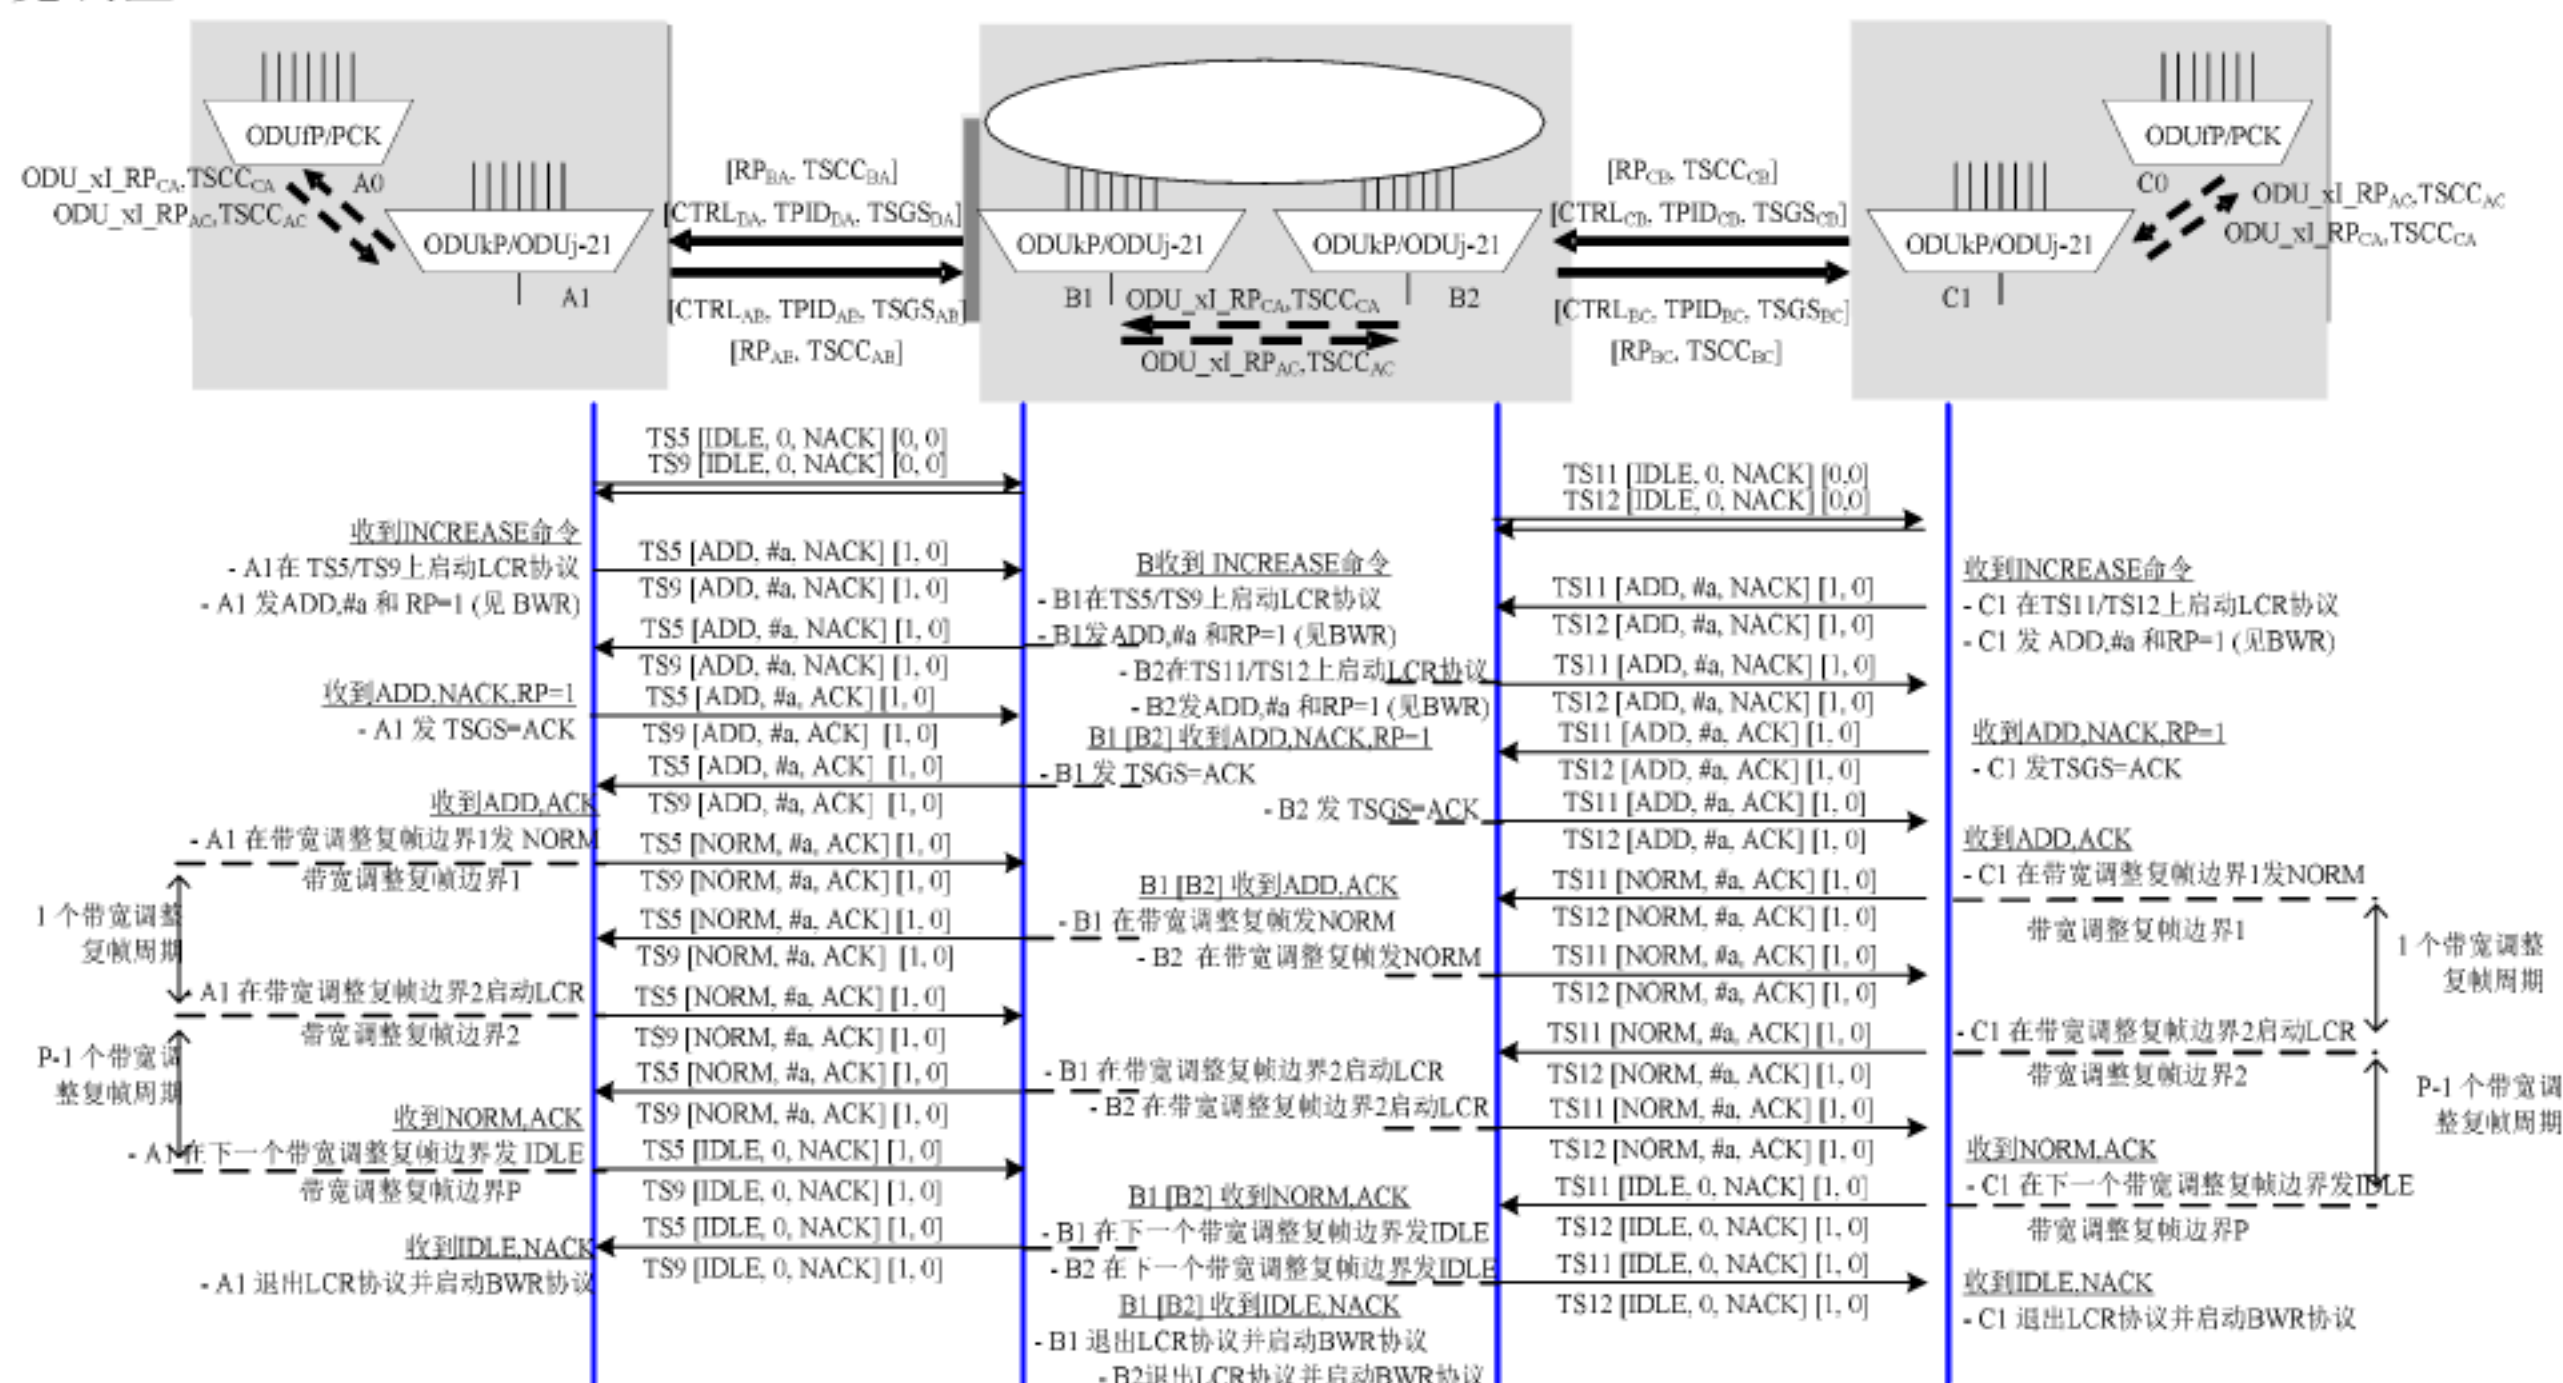 ODUfP/PCK
ODU_xI_RPCA,TSCCCA
A0
ODU_xI_RPAC,TSCCAC
ODUkP/ODUj-21
A1
[RPBA, TSCCBA]
[CTRLBA, TPIDBA, TSGSBA]
[CTRLAB, TPIDAB, TSGSAB]
[RPAB, TSCCAB]
ODUkP/ODUj-21
ODUkP/ODUj-21
B1
ODU_xI_RPCA,TSCCCA
B2
ODU_xI_RPAC,TSCCAC
[RPCB, TSCCCB]
[CTRLCB, TPIDCB, TSGSCB]
[CTRLBC, TPIDBC, TSGSBC]
[RPBC, TSCCBC]
ODUfP/PCK
C0
ODU_xI_RPAC,TSCCAC
ODU_xI_RPCA,TSCCCA
ODUkP/ODUj-21
C1
TS5 [IDLE, 0, NACK] [0, 0]
TS9 [IDLE, 0, NACK] [0, 0]
TS11 [IDLE, 0, NACK] [0,0]
TS12 [IDLE, 0, NACK] [0,0]
收到INCREASE命令
- A1在 TS5/TS9上启动LCR协议
- A1 发ADD,#a 和 RP=1 (见 BWR)
TS5 [ADD, #a, NACK] [1, 0]
TS9 [ADD, #a, NACK] [1, 0]
TS5 [ADD, #a, NACK] [1, 0]
TS9 [ADD, #a, NACK] [1, 0]
B收到 INCREASE命令
- B1在TS5/TS9上启动LCR协议
- B1发ADD,#a 和RP=1 (见BWR)
- B2在TS11/TS12上启动LCR协议
- B2发ADD,#a 和RP=1 (见BWR)
TS11 [ADD, #a, NACK] [1, 0]
TS12 [ADD, #a, NACK] [1, 0]
TS11 [ADD, #a, NACK] [1, 0]
TS12 [ADD, #a, NACK] [1, 0]
收到INCREASE命令
- C1 在TS11/TS12上启动LCR协议
- C1 发 ADD,#a 和RP=1 (见BWR)
收到ADD,NACK,RP=1
- A1 发 TSGS=ACK
TS5 [ADD, #a, ACK] [1, 0]
TS9 [ADD, #a, ACK] [1, 0]
TS5 [ADD, #a, ACK] [1, 0]
TS9 [ADD, #a, ACK] [1, 0]
B1 [B2] 收到ADD,NACK,RP=1
- B1 发 TSGS=ACK
- B2 发 TSGS=ACK
TS11 [ADD, #a, ACK] [1, 0]
TS12 [ADD, #a, ACK] [1, 0]
TS11 [ADD, #a, ACK] [1, 0]
TS12 [ADD, #a, ACK] [1, 0]
收到ADD,NACK,RP=1
- C1 发TSGS=ACK
收到ADD,ACK
- A1 在带宽调整复帧边界1发 NORM
带宽调整复帧边界1
1 个带宽调整
复帧周期
TS5 [NORM, #a, ACK] [1, 0]
TS9 [NORM, #a, ACK] [1, 0]
TS5 [NORM, #a, ACK] [1, 0]
TS9 [NORM, #a, ACK] [1, 0]
B1 [B2] 收到ADD,ACK
- B1 在带宽调整复帧发NORM
- B2 在带宽调整复帧发NORM
TS11 [NORM, #a, ACK] [1, 0]
TS12 [NORM, #a, ACK] [1, 0]
TS11 [NORM, #a, ACK] [1, 0]
TS12 [NORM, #a, ACK] [1, 0]
收到ADD,ACK
- C1 在带宽调整复帧边界1发NORM
带宽调整复帧边界1
1 个带宽调整
复帧周期
- A1 在带宽调整复帧边界2启动LCR
带宽调整复帧边界2
P-1 个带宽调
整复帧周期
TS5 [NORM, #a, ACK] [1, 0]
TS9 [NORM, #a, ACK] [1, 0]
TS5 [NORM, #a, ACK] [1, 0]
TS9 [NORM, #a, ACK] [1, 0]
- B1 在带宽调整复帧边界2启动LCR
- B2 在带宽调整复帧边界2启动LCR
TS11 [NORM, #a, ACK] [1, 0]
TS12 [NORM, #a, ACK] [1, 0]
TS11 [NORM, #a, ACK] [1, 0]
TS12 [NORM, #a, ACK] [1, 0]
- C1 在带宽调整复帧边界2启动LCR
带宽调整复帧边界2
P-1 个带宽调
整复帧周期
收到NORM,ACK
- A1 在下一个带宽调整复帧边界发 IDLE
带宽调整复帧边界P
TS5 [IDLE, 0, NACK] [1, 0]
TS9 [IDLE, 0, NACK] [1, 0]
TS5 [IDLE, 0, NACK] [1, 0]
TS9 [IDLE, 0, NACK] [1, 0]
B1 [B2] 收到NORM,ACK
- B1 在下一个带宽调整复帧边界发IDLE
- B2 在下一个带宽调整复帧边界发IDLE
TS11 [IDLE, 0, NACK] [1, 0]
TS12 [IDLE, 0, NACK] [1, 0]
TS11 [IDLE, 0, NACK] [1, 0]
TS12 [IDLE, 0, NACK] [1, 0]
收到NORM,ACK
- C1 在下一个带宽调整复帧边界发IDLE
带宽调整复帧边界P
收到IDLE,NACK
- A1 退出LCR协议并启动BWR协议
B1 [B2] 收到IDLE,NACK
- B1 退出LCR协议并启动BWR协议
- B2退出LCR协议并启动BWR协议
收到IDLE,NACK
- C1 退出LCR协议并启动BWR协议